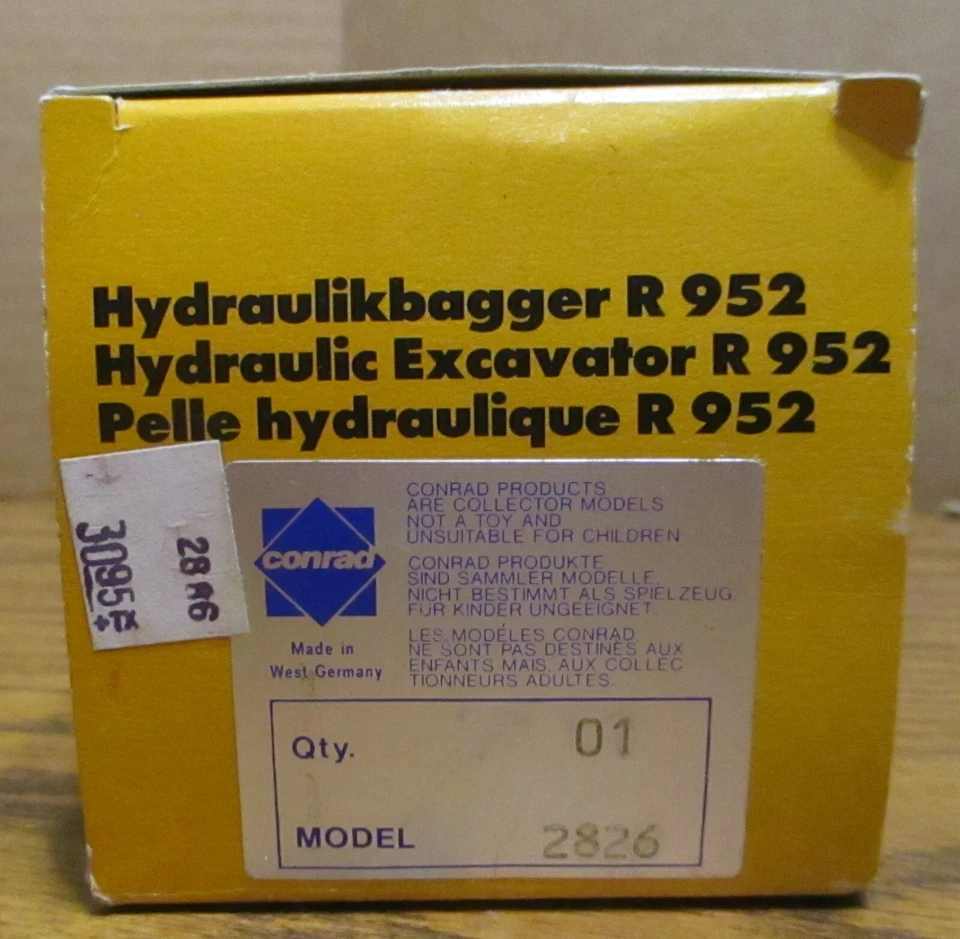 Hydraulikbagger R 952
Hydraulic Excavator R 952
Pelle hydraulique R 952
conrad
Made in
West Germany
CONRAD PRODUCTS
ARE COLLECTOR MODELS
NOT A TOY AND
UNSUITABLE FOR CHILDREN
CONRAD PRODUKTE
SIND SAMMLER MODELLE,
NICHT BESTIMMT ALS SPIELZEUG
FÜR KINDER UNGEEIGNET.
LES MODÉLES CONRAD
NE SONT PAS DESTINÉS AUX
ENFANTS MAIS, AUX COLLEC
TIONNEURS ADULTES.
Qty. 01
MODEL 2826
3095